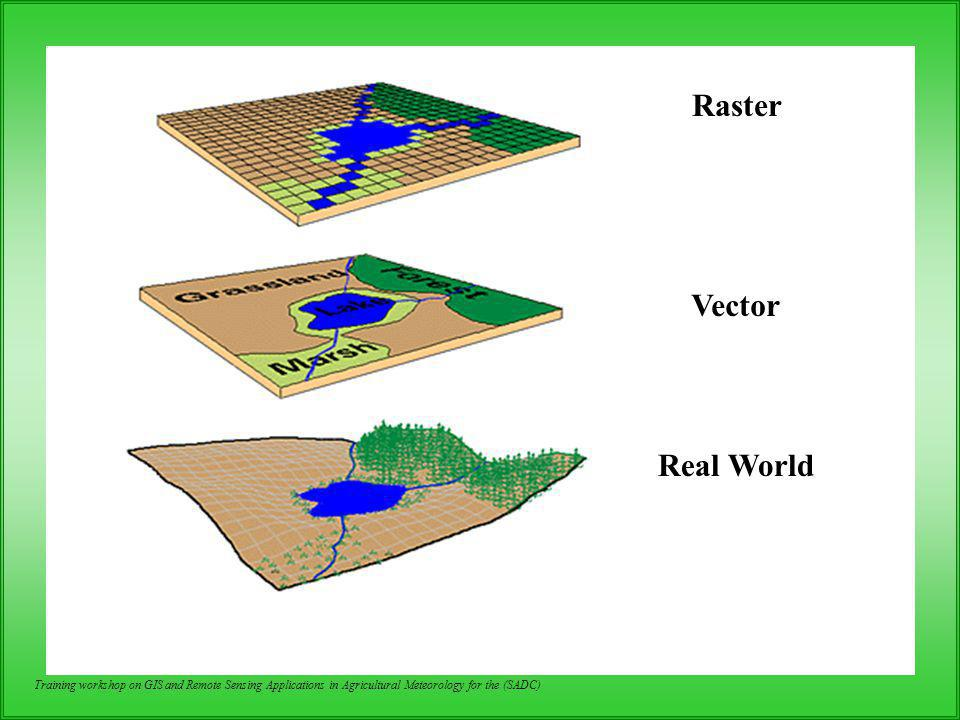 Raster
Grassland
Forest
Lake
Marsh
Vector
Real World
Training workshop on GIS and Remote Sensing Applications in Agricultural Meteorology for the (SADC)